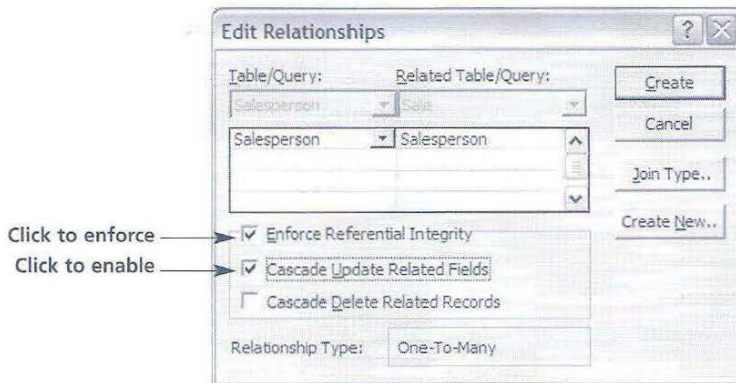 Edit Relationships
Table/Query: Related Table/Query:
Salesperson Sale
Salesperson Salesperson
Create
Cancel
Join Type..
Create New..
Click to enforce
Enforce Referential Integrity
Click to enable
Cascade Update Related Fields
Cascade Delete Related Records
Relationship Type: One-To-Many